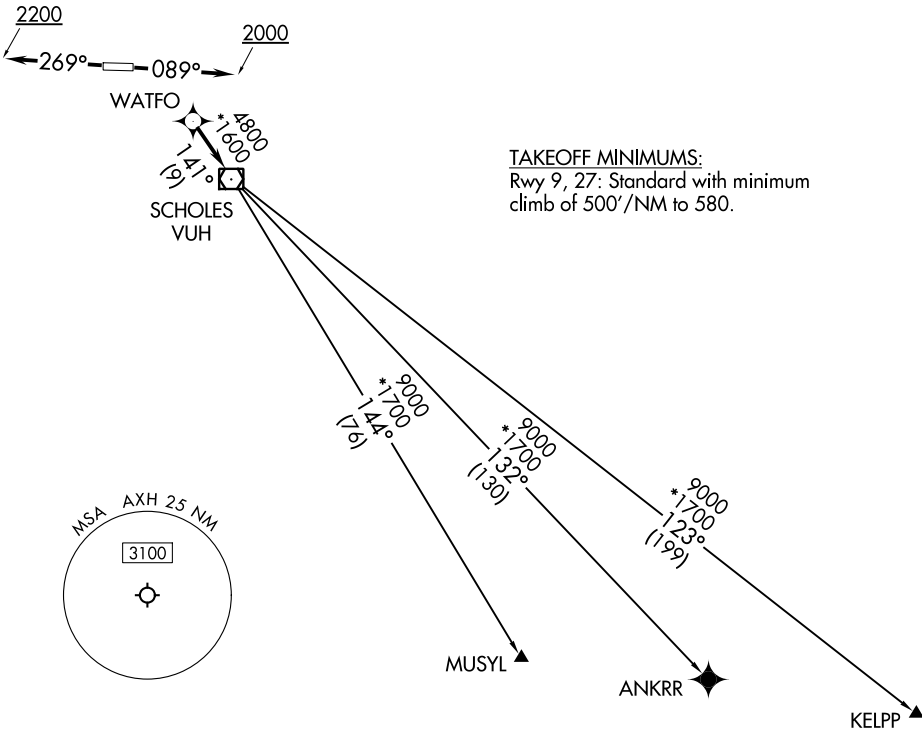 2200
2000
269°
089°
WATFO
4800
*1600
141°
(9)
SCHOLES
VUH
TAKEOFF MINIMUMS:
Rwy 9, 27: Standard with minimum
climb of 500'/NM to 580.
9000
*1700
144°
(76)
9000
*1700
132°
(130)
9000
*1700
123°
(199)
MSA AXH 25 NM
3100
MUSYL
ANKRR
KELPP